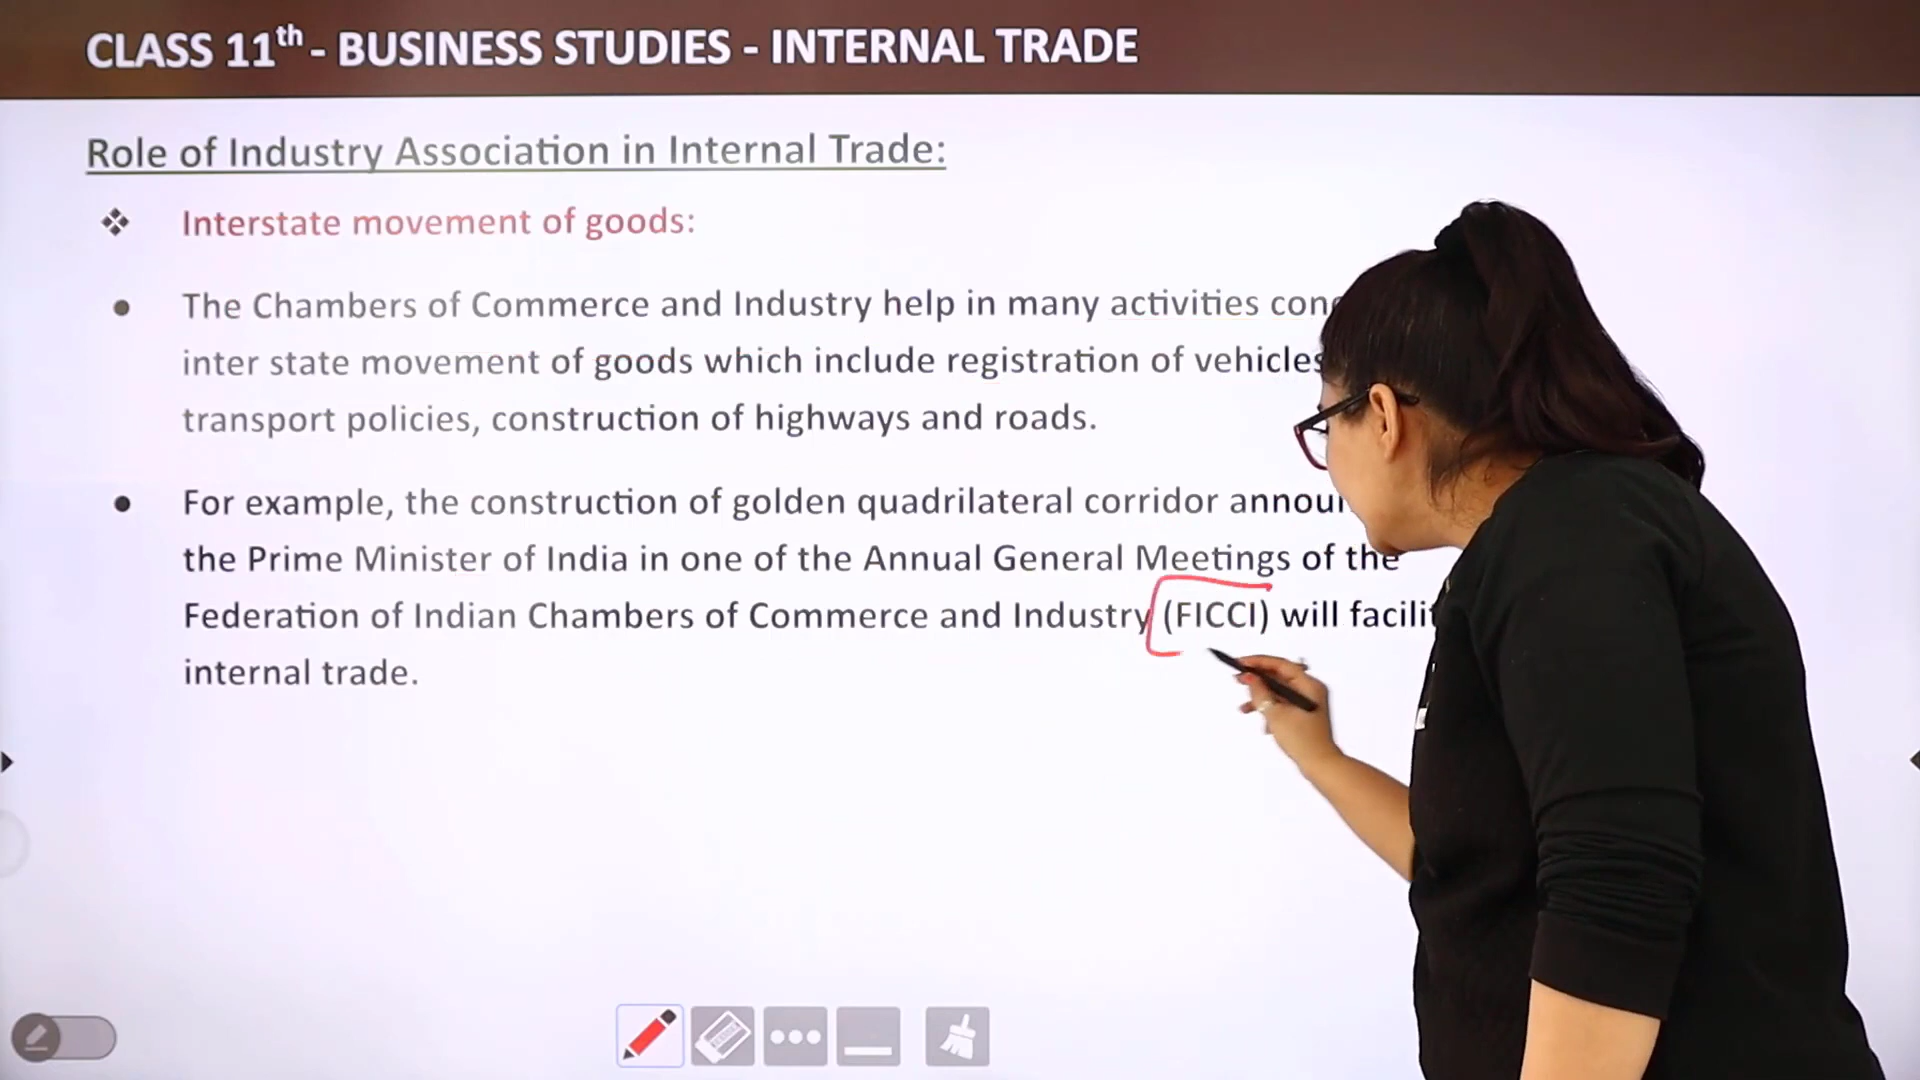 CLASS 11th - BUSINESS STUDIES - INTERNAL TRADE
Role of Industry Association in Internal Trade:
Interstate movement of goods:
The Chambers of Commerce and Industry help in many activities
inter state movement of goods which include registration of vehicles
transport policies, construction of highways and roads.
For example, the construction of golden quadrilateral corridor
the Prime Minister of India in one of the Annual General Meetings of the
Federation of Indian Chambers of Commerce and Industry (FICCI) will
internal trade.